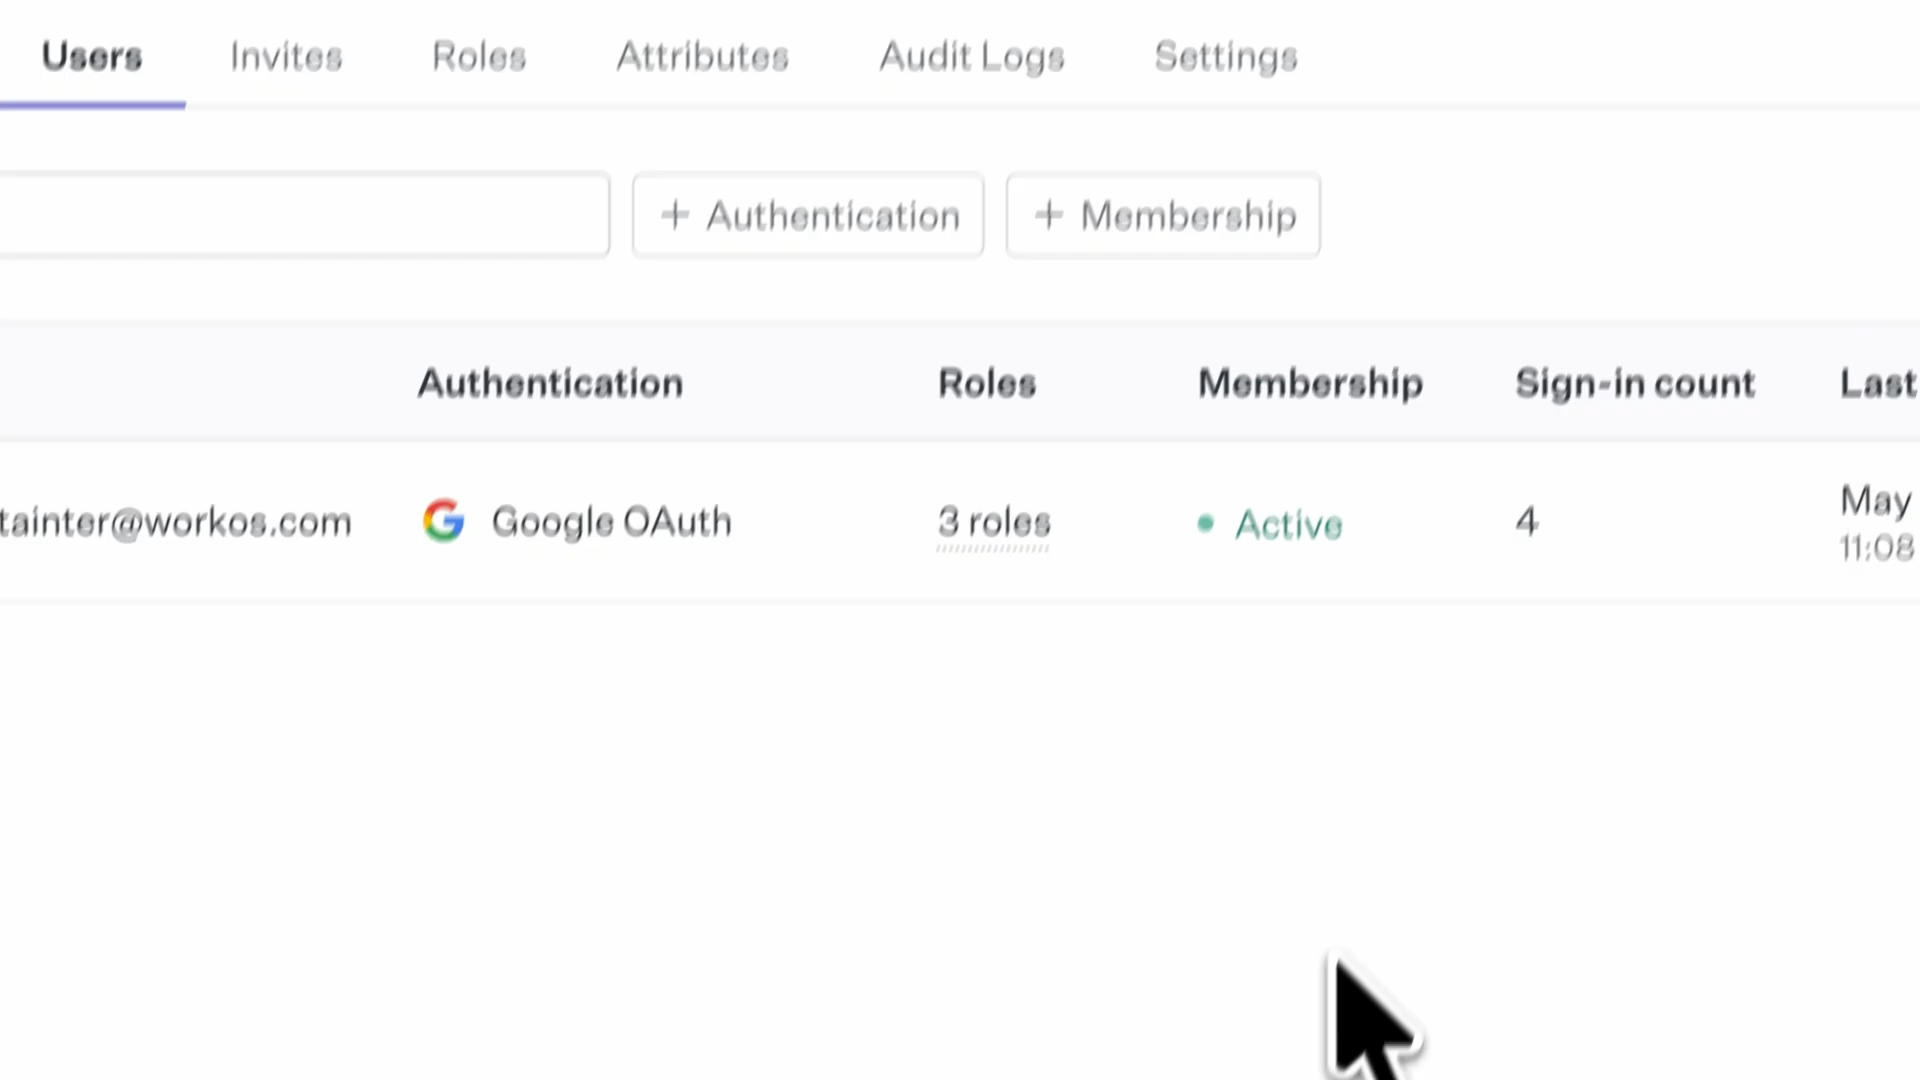 Users Invites Roles Attributes Audit Logs Settings
+ Authentication + Membership
Authentication Roles Membership Sign-in count Last
tainter@workos.com Google OAuth 3 roles Active 4 May
11:08